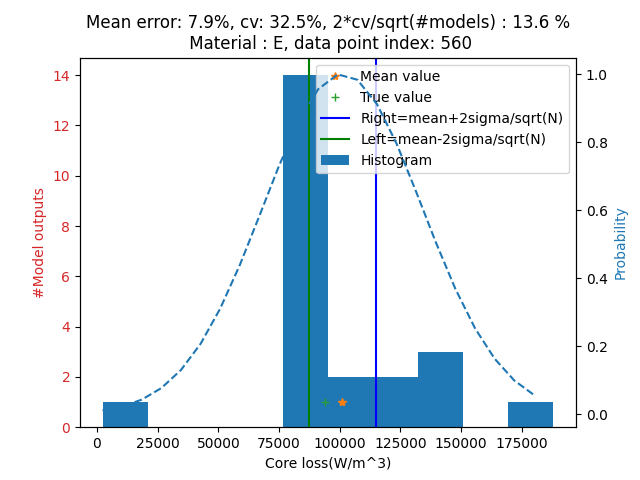 Mean error: 7.9%, cv: 32.5%, 2*cv/sqrt(#models) : 13.6 %
Material : E, data point index: 560
#Model outputs
14
12
10
8
6
4
2
0
Mean value
True value
Right=mean+2sigma/sqrt(N)
Left=mean-2sigma/sqrt(N)
Histogram
1.0
0.8
0.6
0.4
0.2
0.0
Probability
0 25000 50000 75000 100000 125000 150000 175000
Core loss(W/m^3)